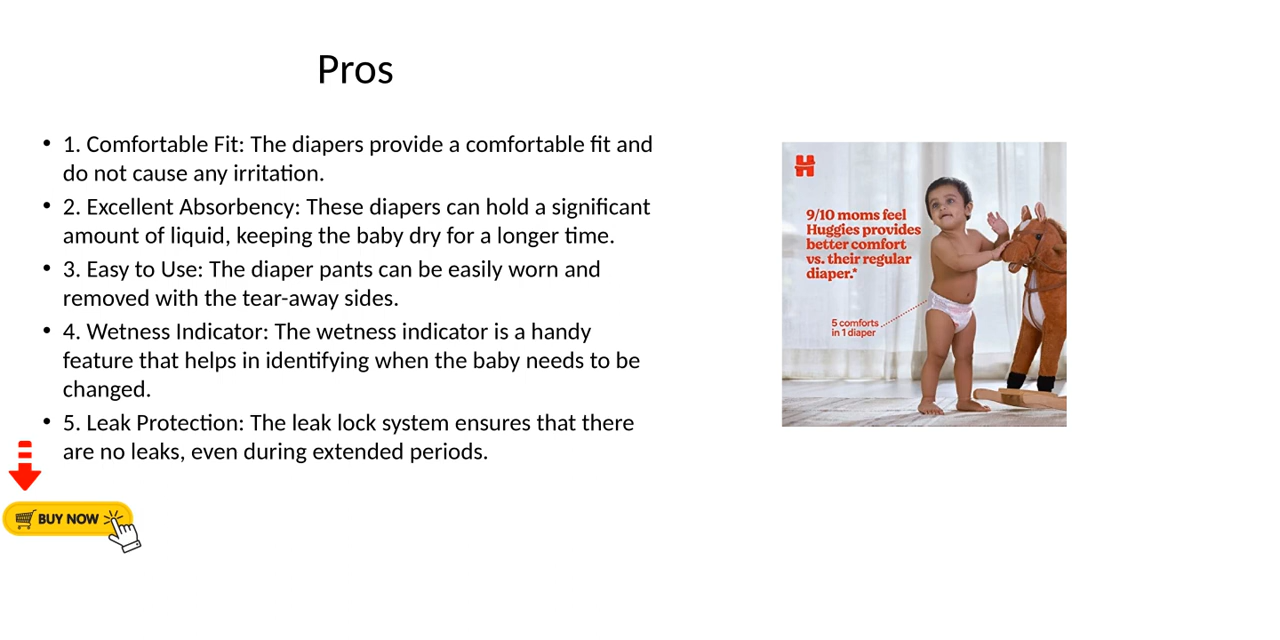 Pros
• 1. Comfortable Fit: The diapers provide a comfortable fit and
do not cause any irritation.
• 2. Excellent Absorbency: These diapers can hold a significant
amount of liquid, keeping the baby dry for a longer time.
• 3. Easy to Use: The diaper pants can be easily worn and
removed with the tear-away sides.
• 4. Wetness Indicator: The wetness indicator is a handy
feature that helps in identifying when the baby needs to be
changed.
• 5. Leak Protection: The leak lock system ensures that there
are no leaks, even during extended periods.
BUY NOW
H
9/10 moms feel
Huggies provides
better comfort
vs. their regular
diaper.*
5 comforts
in 1 diaper